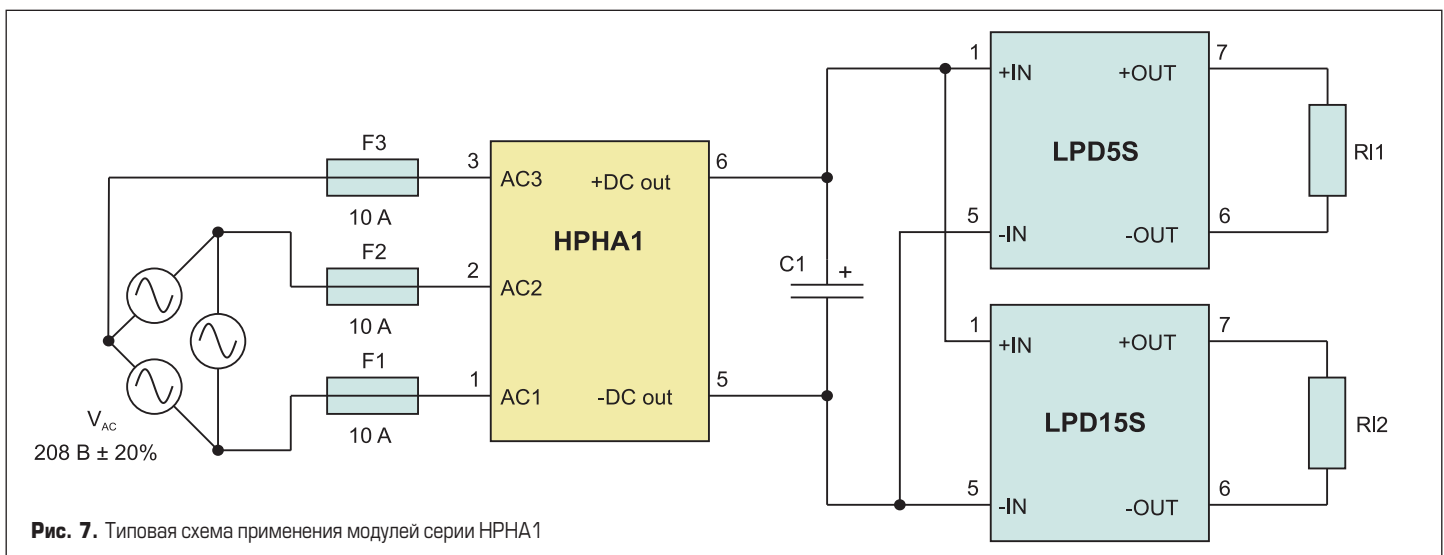 F3
10 A
F2
10 A
F1
10 A
V_AC
208 В ± 20%
3
AC3
2
AC2
1
AC1
HPHA1
+DC out
6
-DC out
5
C1
+
1
+IN
5
-IN
LPD5S
+OUT
7
-OUT
6
Rl1
1
+IN
5
-IN
LPD15S
+OUT
7
-OUT
6
Rl2
Рис. 7. Типовая схема применения модулей серии HPHA1